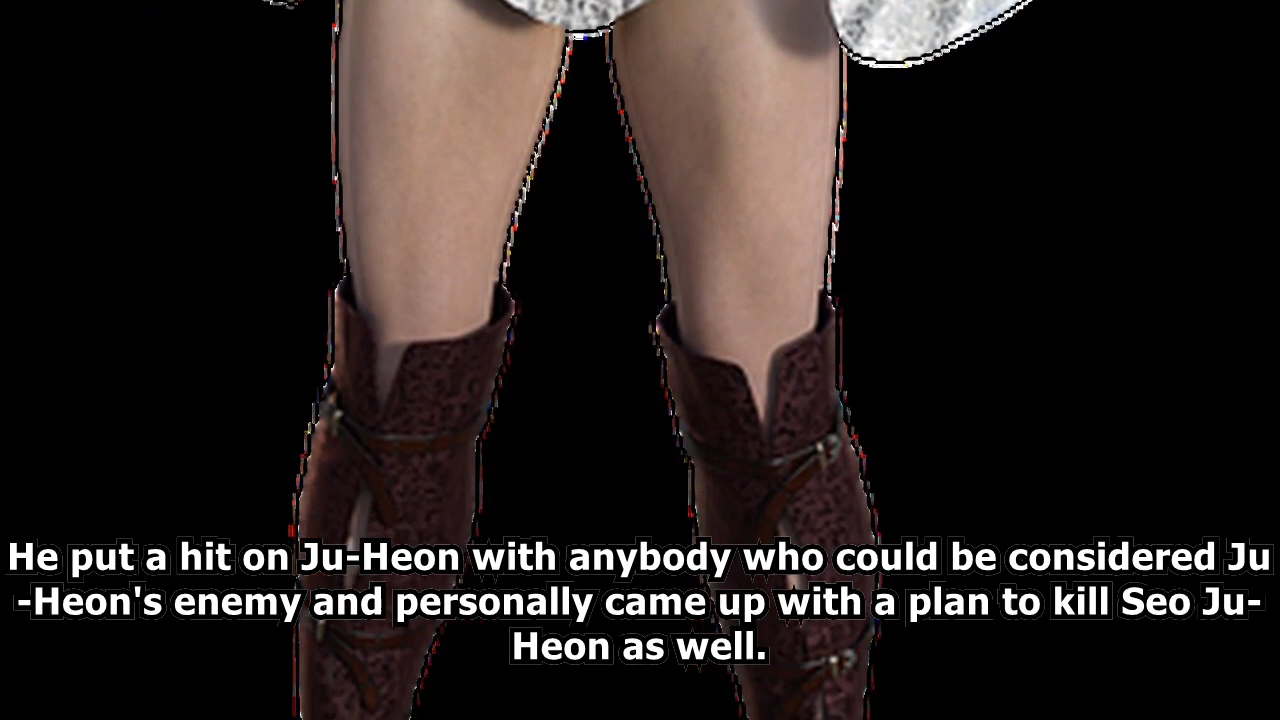 He put a hit on Ju-Heon with anybody who could be considered Ju
-Heon's enemy and personally came up with a plan to kill Seo Ju-
Heon as well.